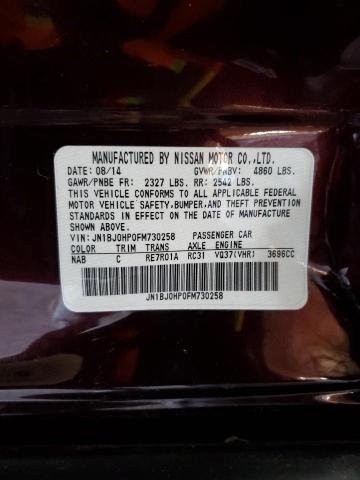 MANUFACTURED BY NISSAN MOTOR CO.,LTD.
DATE: 08/14 GVWR/PNBV: 4860 LBS.
GAWR/PNBE FR: 2327 LBS. RR: 2542 LBS.
THIS VEHICLE CONFORMS TO ALL APPLICABLE FEDERAL
MOTOR VEHICLE SAFETY,BUMPER,AND THEFT PREVENTION
STANDARDS IN EFFECT ON THE DATE OF MANUFACTURE
SHOWN ABOVE.
VIN: JN1BJ0HP0FM730258 PASSENGER CAR
COLOR TRIM TRANS AXLE ENGINE
NAB C RE7R01A RC31 VQ37(VHR) 3696CC
JN1BJ0HP0FM730258